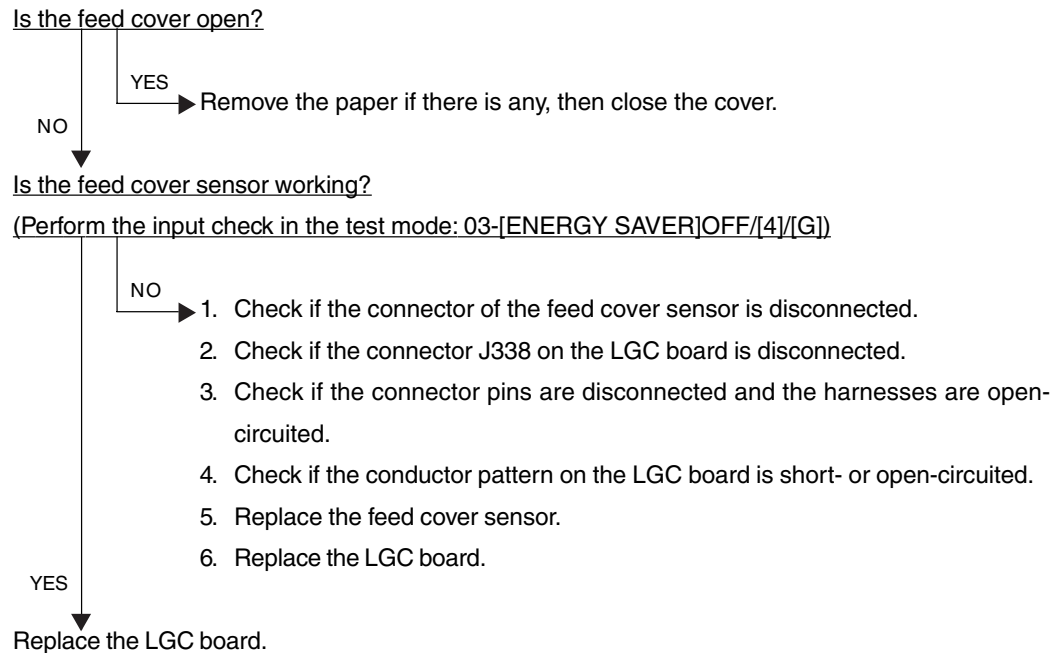 Is the feed cover open?
YES
Remove the paper if there is any, then close the cover.
NO
Is the feed cover sensor working?
(Perform the input check in the test mode: 03-[ENERGY SAVER]OFF/[4]/[G])
NO
1. Check if the connector of the feed cover sensor is disconnected.
2. Check if the connector J338 on the LGC board is disconnected.
3. Check if the connector pins are disconnected and the harnesses are open-
circuited.
4. Check if the conductor pattern on the LGC board is short- or open-circuited.
5. Replace the feed cover sensor.
6. Replace the LGC board.
YES
Replace the LGC board.